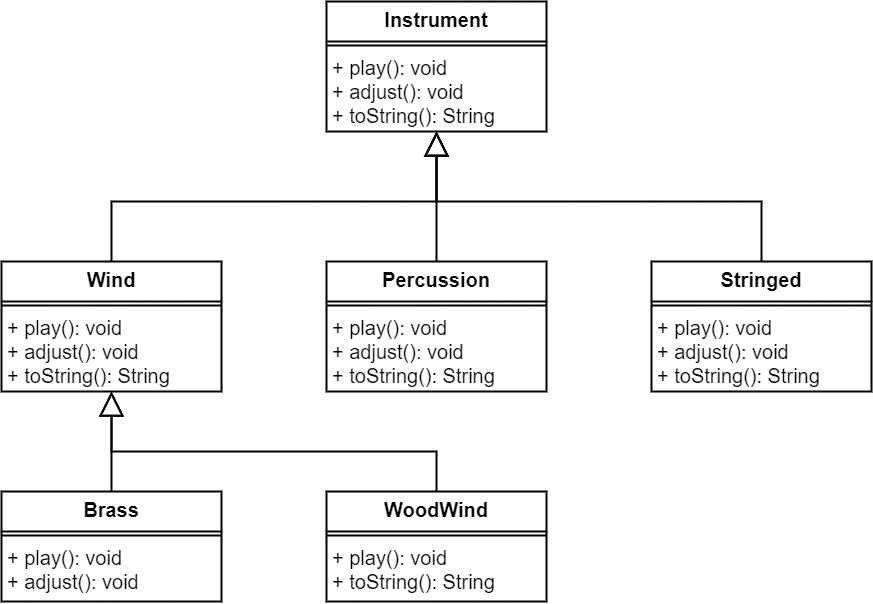 Instrument
+ play(): void
+ adjust(): void
+ toString(): String
Wind
+ play(): void
+ adjust(): void
+ toString(): String
Percussion
+ play(): void
+ adjust(): void
+ toString(): String
Stringed
+ play(): void
+ adjust(): void
+ toString(): String
Brass
+ play(): void
+ adjust(): void
WoodWind
+ play(): void
+ toString(): String